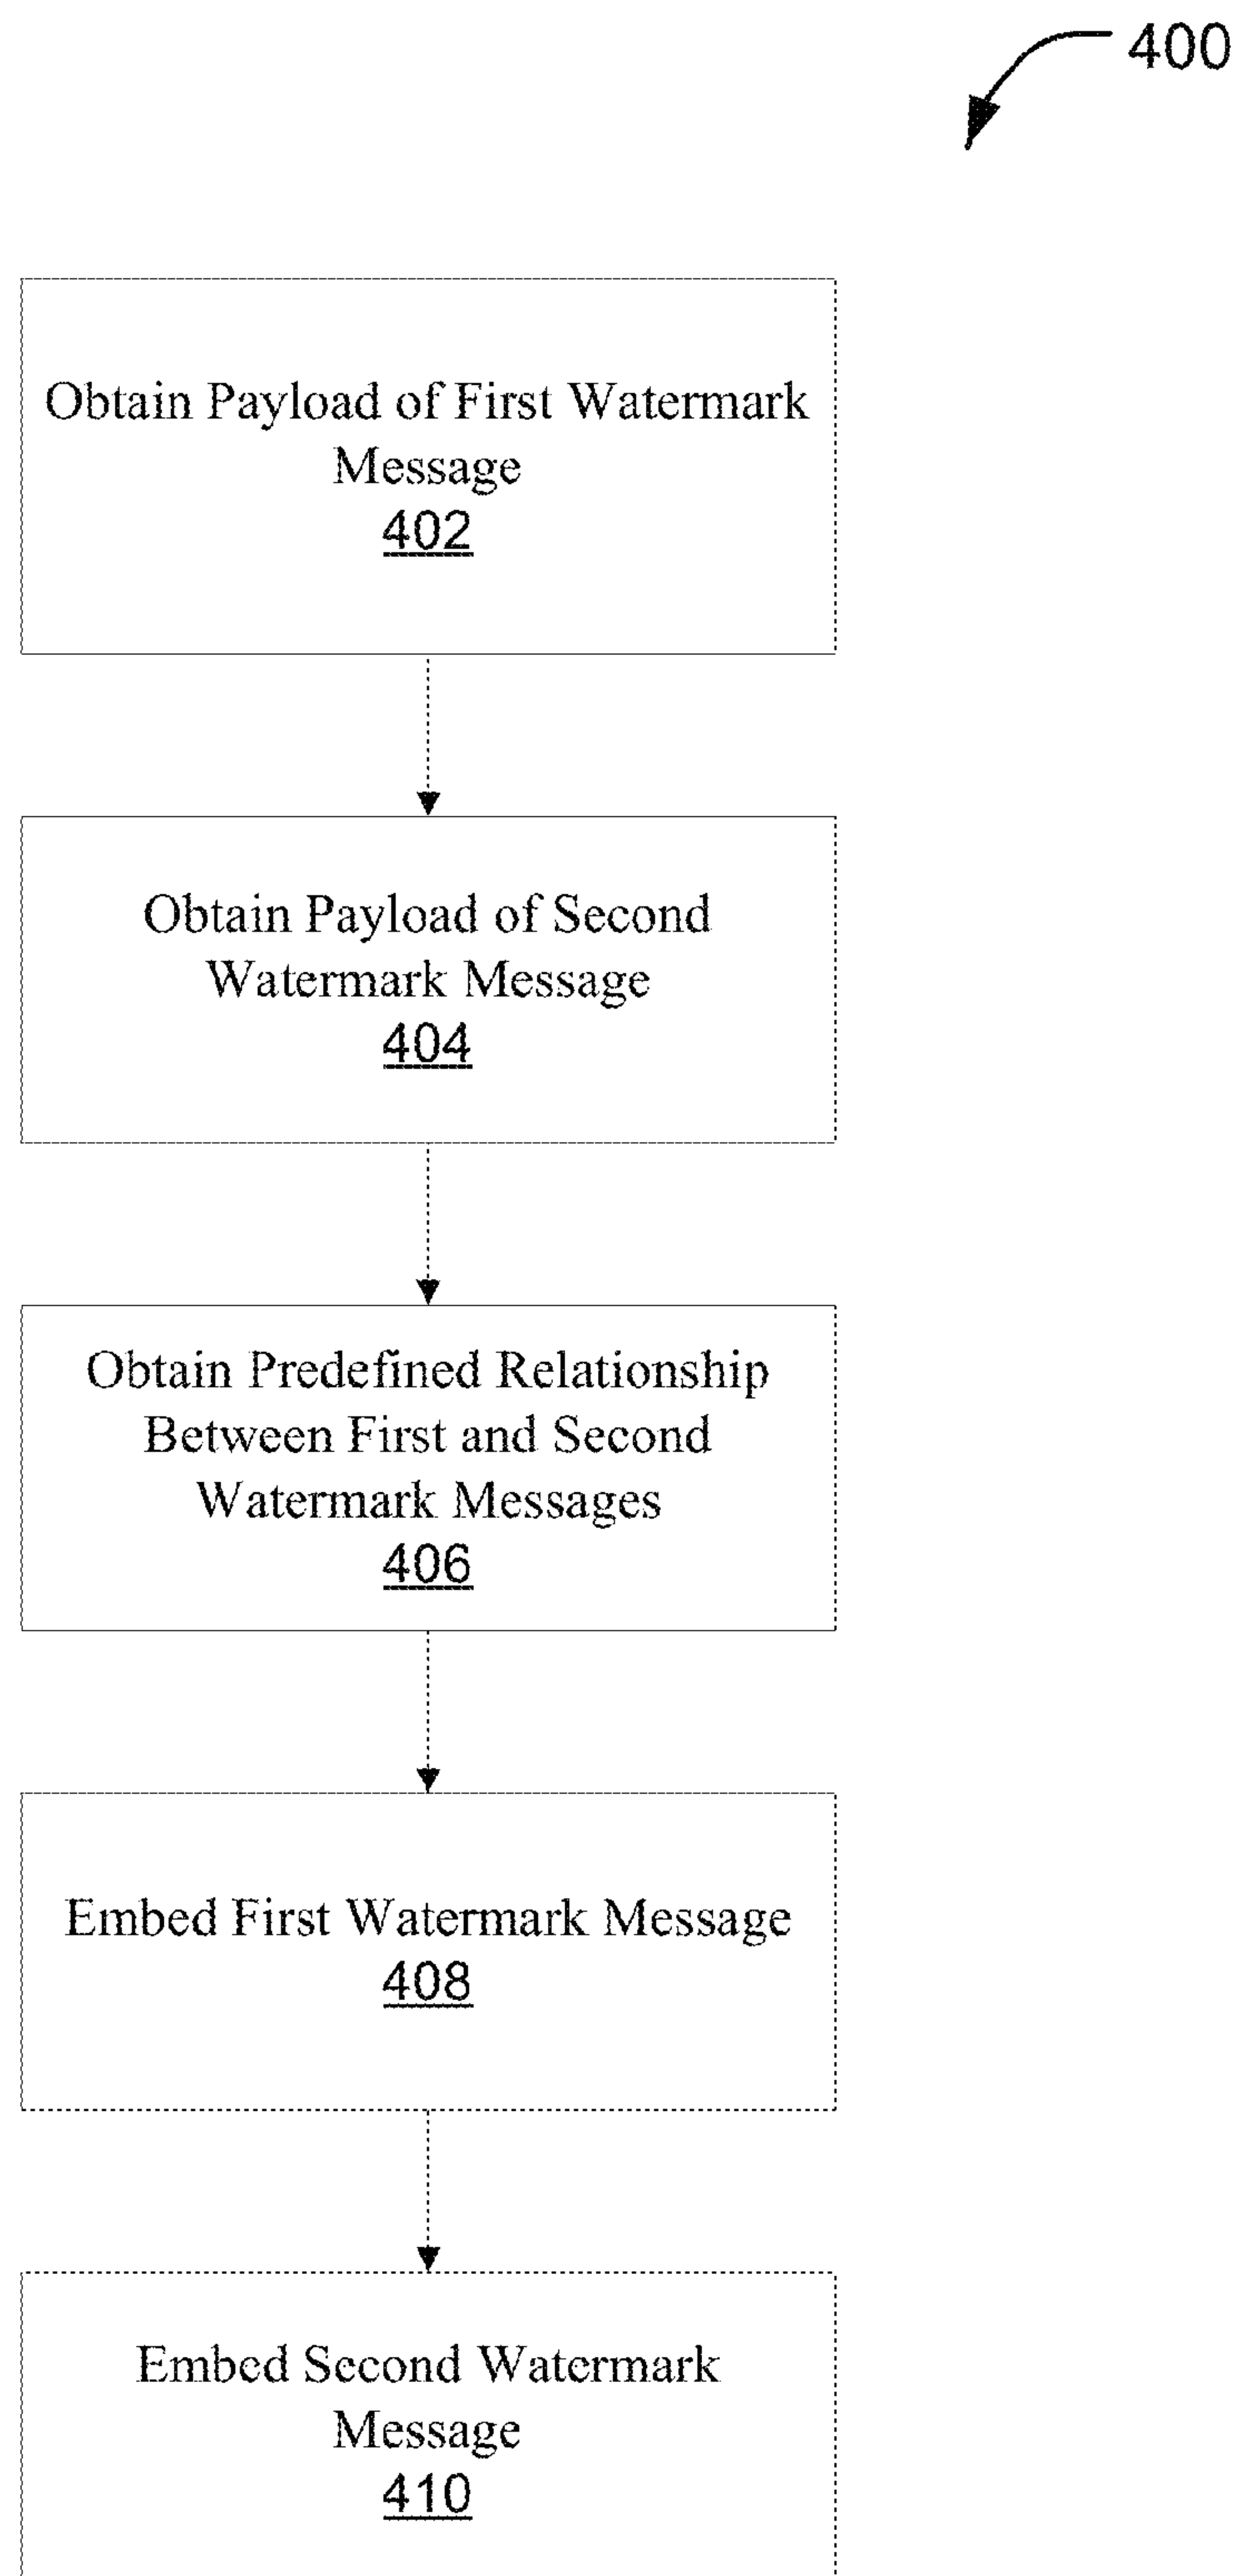 400
Obtain Payload of First Watermark
Message
402
Obtain Payload of Second
Watermark Message
404
Obtain Predefined Relationship
Between First and Second
Watermark Messages
406
Embed First Watermark Message
408
Embed Second Watermark
Message
410